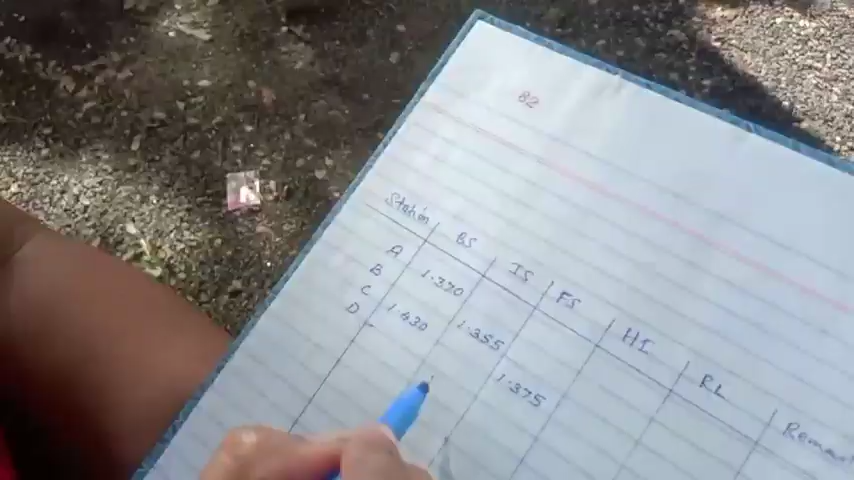 82
Station BS IS FS HI RL
A 1.370
B 1.355
C 1.430 1.375
D -